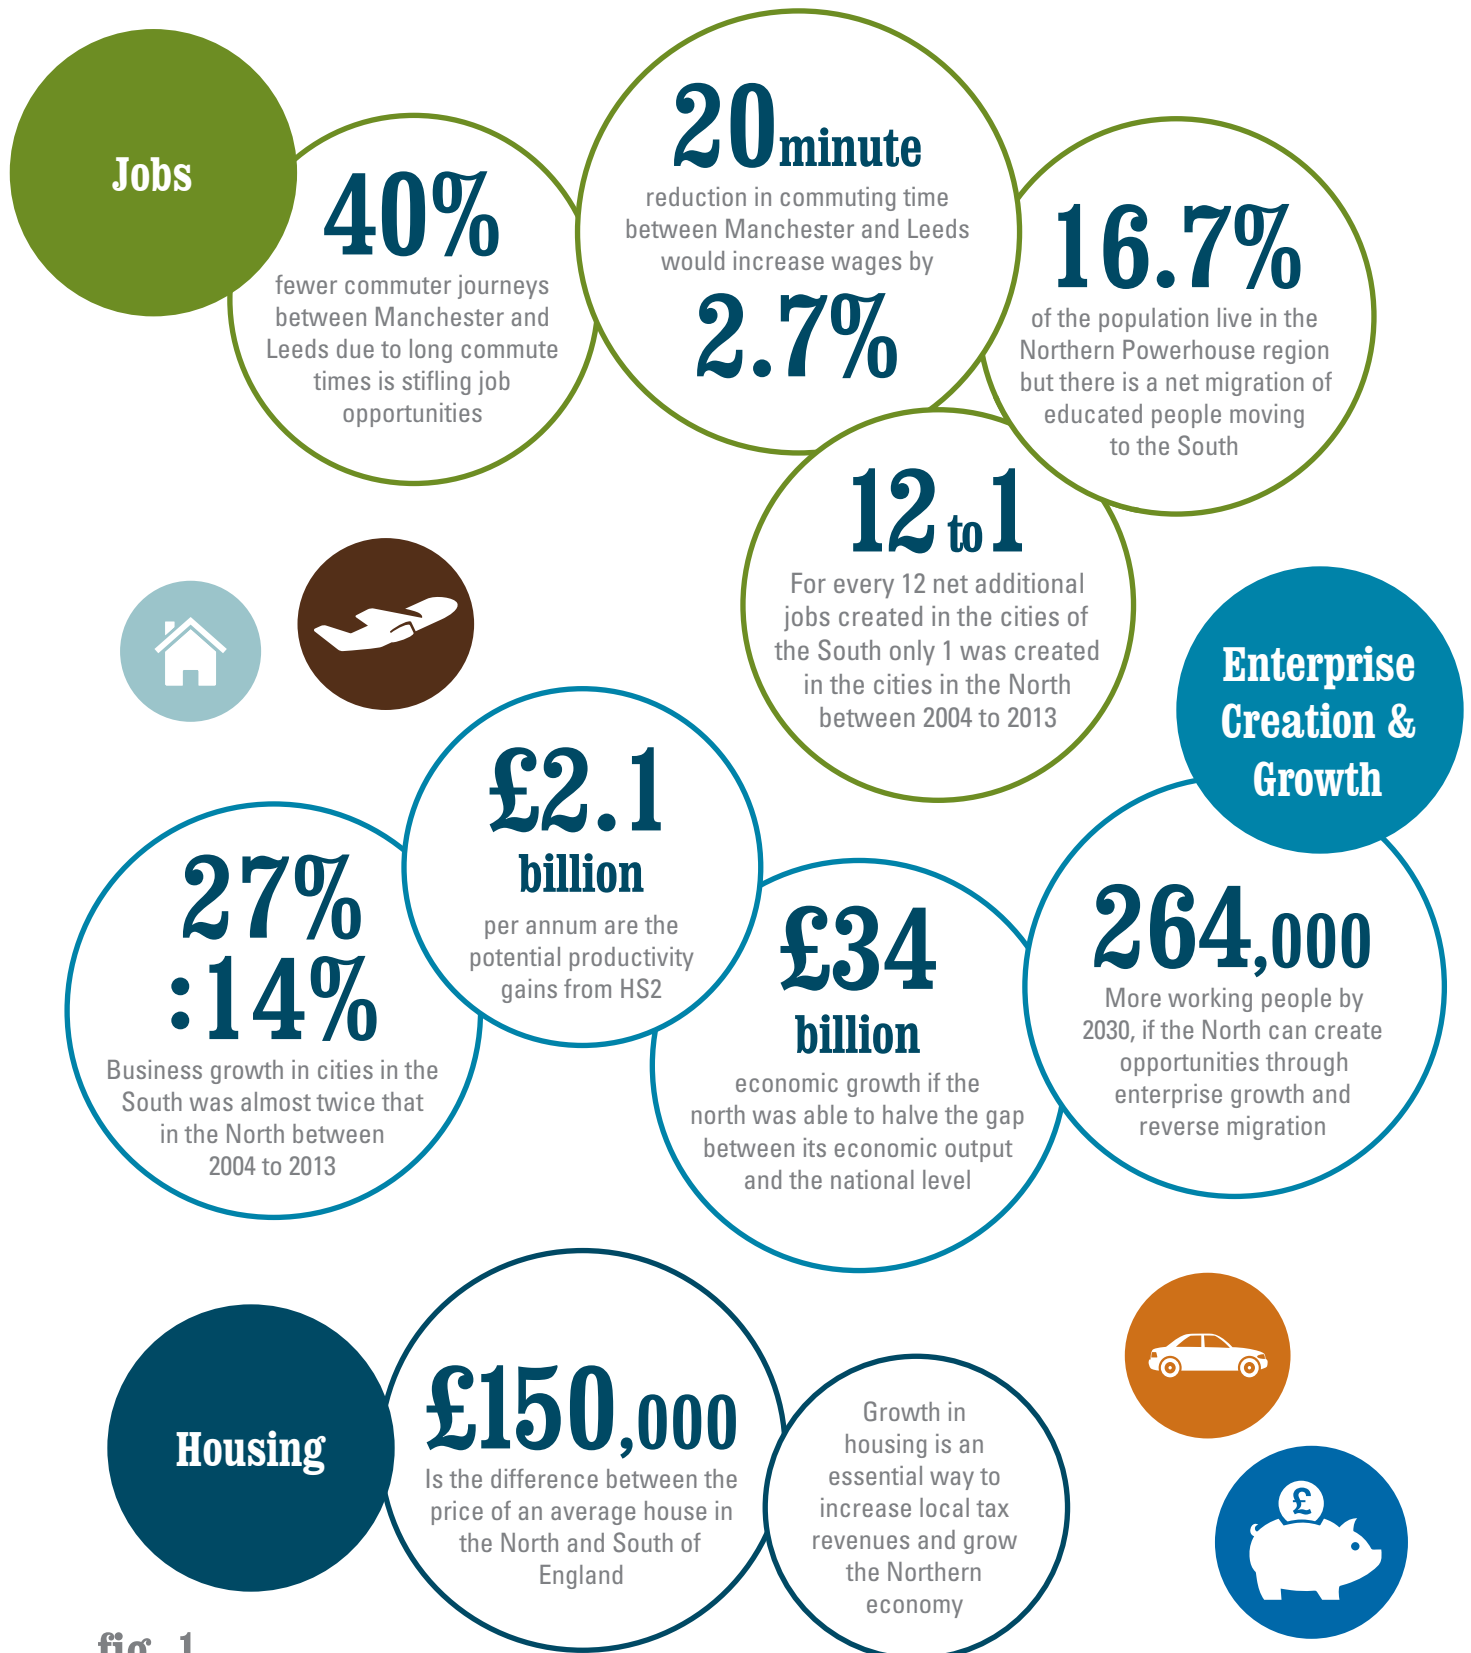 Jobs
40%
fewer commuter journeys
between Manchester and
Leeds due to long commute
times is stifling job
opportunities
20 minute
reduction in commuting time
between Manchester and Leeds
would increase wages by
2.7%
16.7%
of the population live in the
Northern Powerhouse region
but there is a net migration of
educated people moving
to the South
12 to 1
For every 12 net additional
jobs created in the cities of
the South only 1 was created
in the cities in the North
between 2004 to 2013
Enterprise
Creation &
Growth
27%
:14%
Business growth in cities in the
South was almost twice that
in the North between
2004 to 2013
£2.1
billion
per annum are the
potential productivity
gains from HS2
£34
billion
economic growth if the
north was able to halve the gap
between its economic output
and the national level
264,000
More working people by
2030, if the North can create
opportunities through
enterprise growth and
reverse migration
Housing
£150,000
Is the difference between the
price of an average house in
the North and South of
England
Growth in
housing is an
essential way to
increase local tax
revenues and grow
the Northern
economy
£
fig. 1